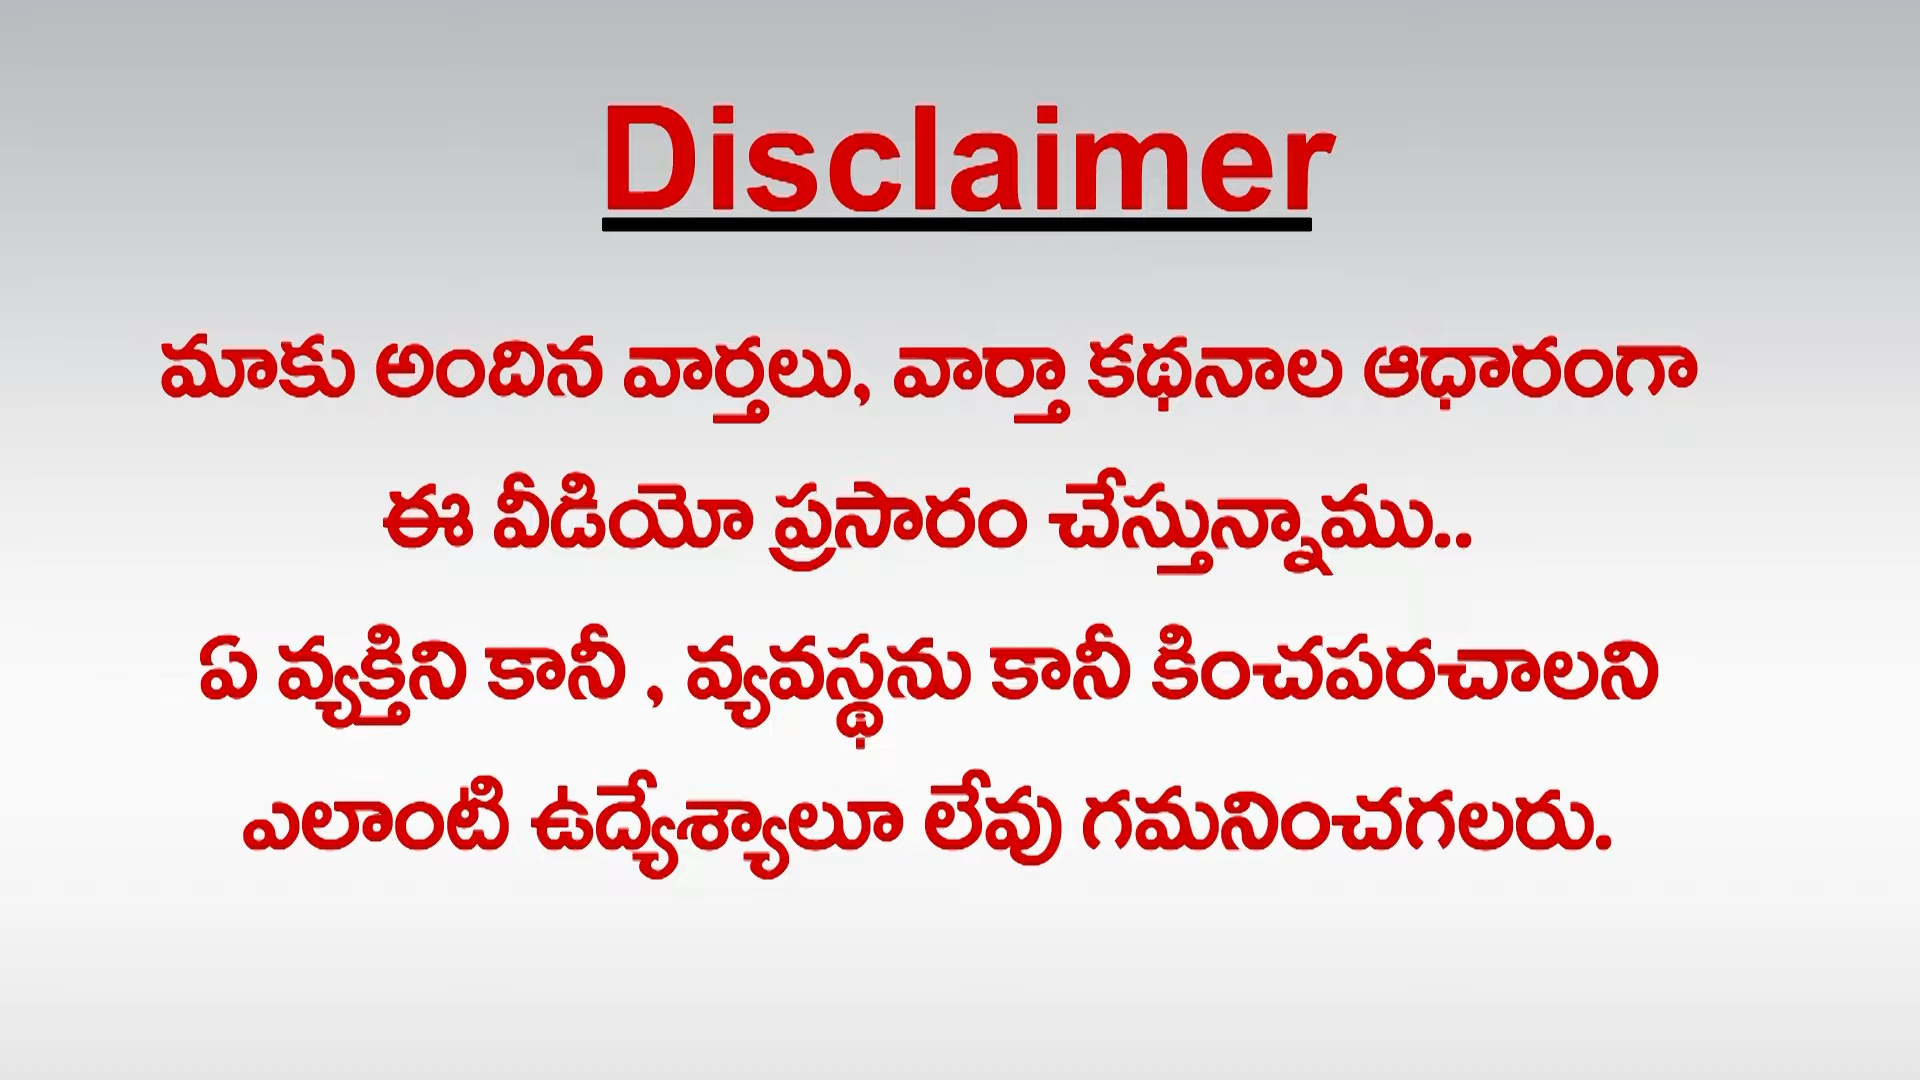 Disclaimer
మాకు అందిన వార్తలు, వార్తా కథనాల ఆధారంగా
ఈ వీడియో ప్రసారం చేస్తున్నాము..
ఏ వ్యక్తిని కానీ , వ్యవస్థను కానీ కించపరచాలని
ఎలాంటి ఉద్యేశ్యాలూ లేవు గమనించగలరు.